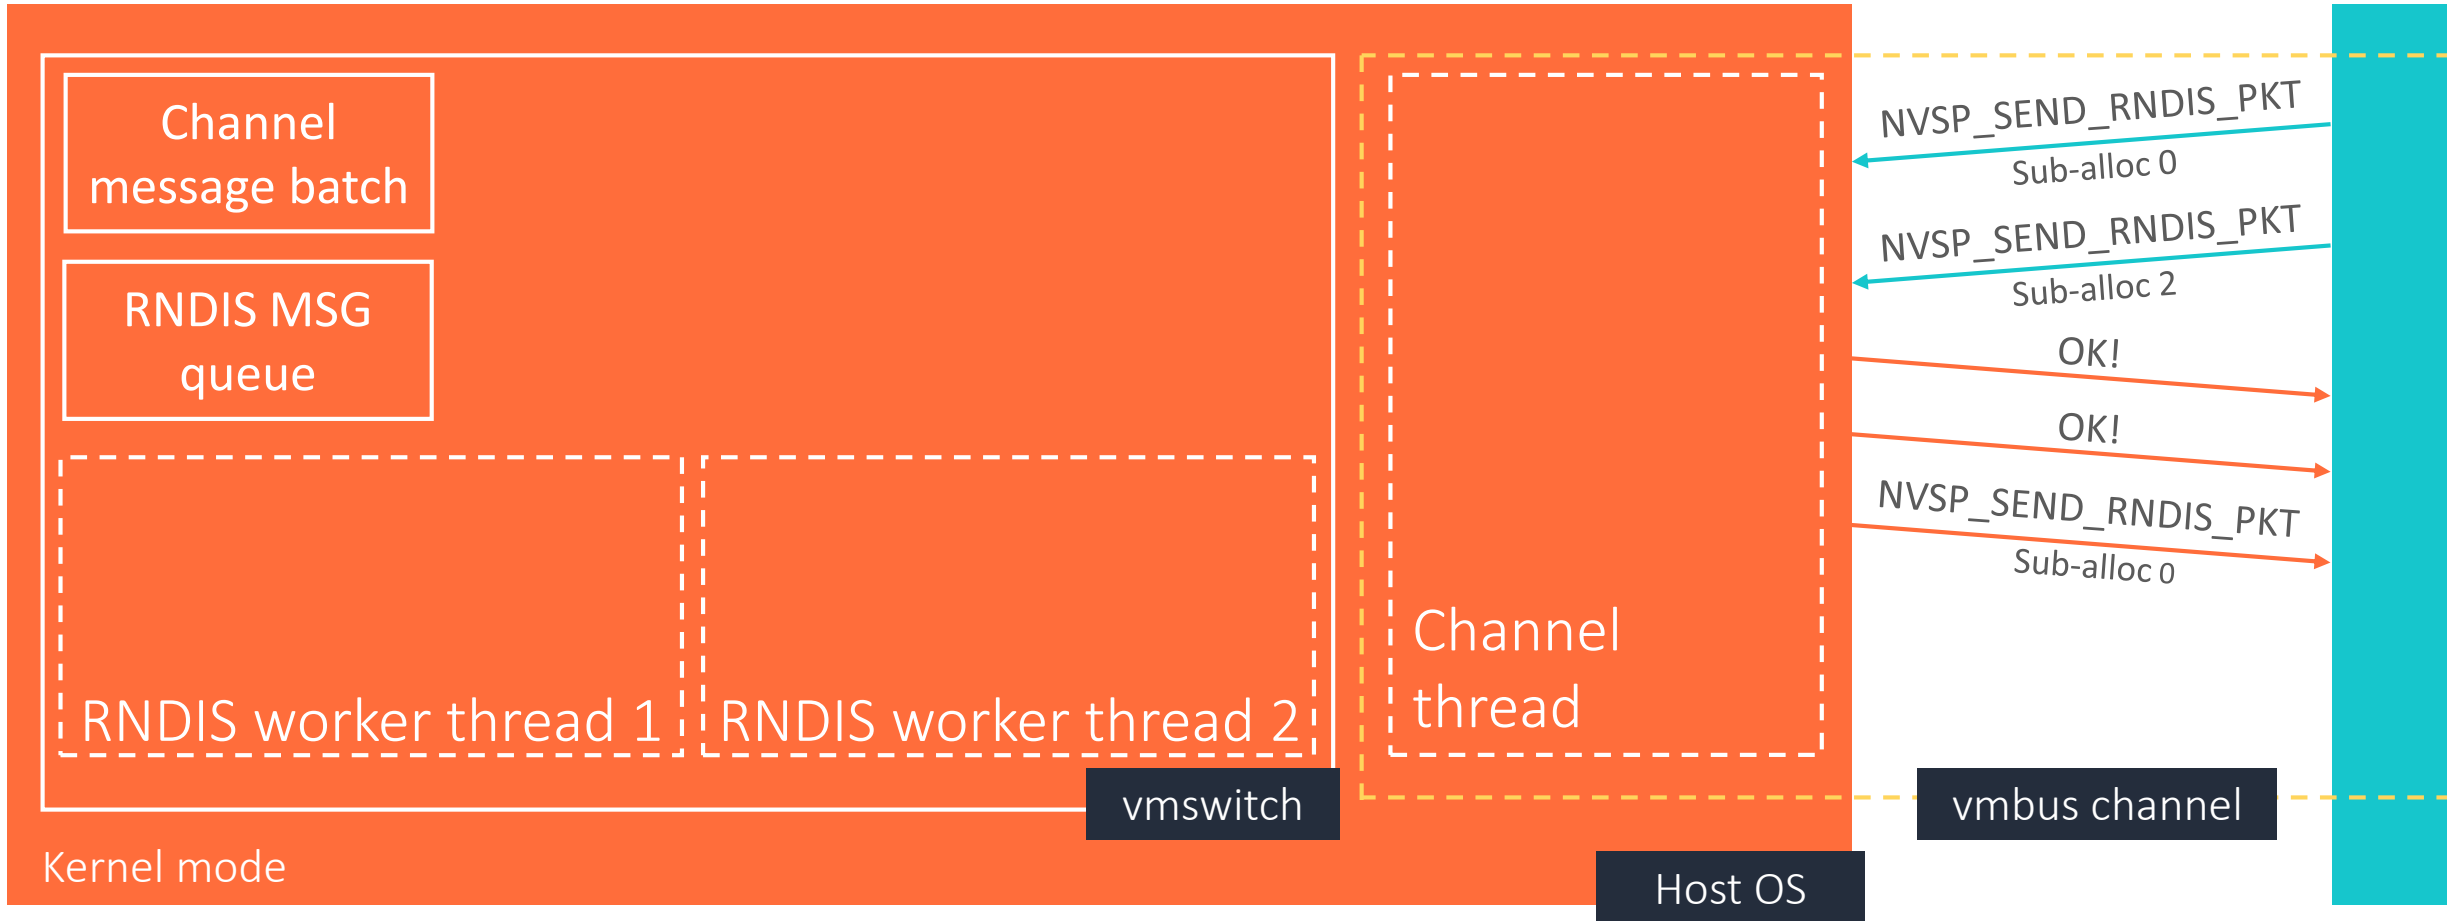 Channel
message batch
RNDIS MSG
queue
RNDIS worker thread 1
RNDIS worker thread 2
vmswitch
Kernel mode
Channel
thread
Host OS
NVSP_SEND_RNDIS_PKT
Sub-alloc 0
NVSP_SEND_RNDIS_PKT
Sub-alloc 2
OK!
OK!
NVSP_SEND_RNDIS_PKT
Sub-alloc 0
vmbus channel